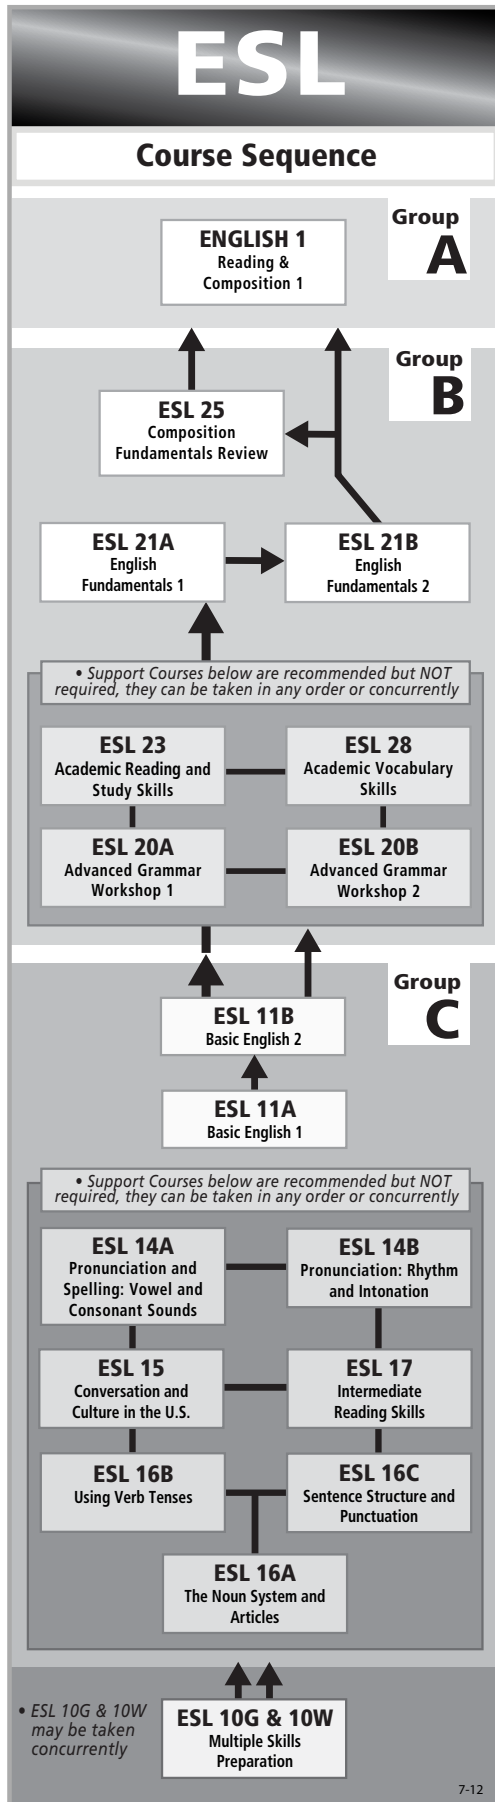 ESL
Course Sequence
Group
A
ENGLISH 1
Reading &
Composition 1
Group
B
ESL 25
Composition
Fundamentals Review
ESL 21A
English
Fundamentals 1
ESL 21B
English
Fundamentals 2
• Support Courses below are recommended but NOT
required, they can be taken in any order or concurrently
ESL 23
Academic Reading and
Study Skills
ESL 28
Academic Vocabulary
Skills
ESL 20A
Advanced Grammar
Workshop 1
ESL 20B
Advanced Grammar
Workshop 2
Group
C
ESL 11B
Basic English 2
ESL 11A
Basic English 1
• Support Courses below are recommended but NOT
required, they can be taken in any order or concurrently
ESL 14A
Pronunciation and
Spelling: Vowel and
Consonant Sounds
ESL 14B
Pronunciation: Rhythm
and Intonation
ESL 15
Conversation and
Culture in the U.S.
ESL 17
Intermediate
Reading Skills
ESL 16B
Using Verb Tenses
ESL 16C
Sentence Structure and
Punctuation
ESL 16A
The Noun System and
Articles
• ESL 10G & 10W
may be taken
concurrently
ESL 10G & 10W
Multiple Skills
Preparation
7-12